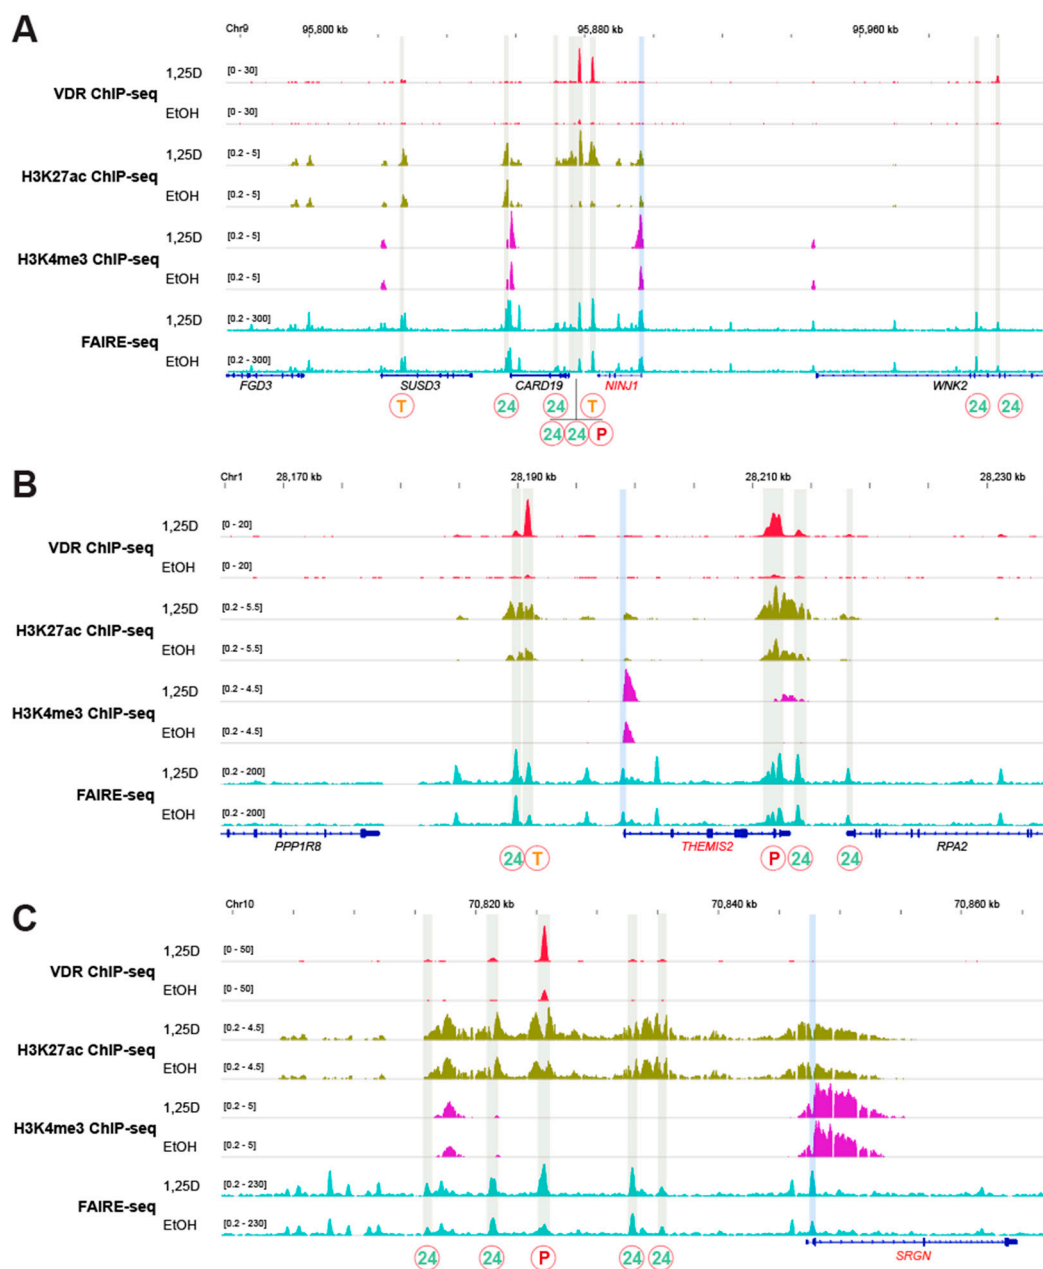 A
Chr9 95,800 kb 95,880 kb 95,960 kb
1,25D [0 - 30]
VDR ChIP-seq
EtOH [0 - 30]
1,25D [0.2 - 5]
H3K27ac ChIP-seq
EtOH [0.2 - 5]
1,25D [0.2 - 5]
H3K4me3 ChIP-seq
EtOH [0.2 - 5]
1,25D [0.2 - 300]
FAIRE-seq
EtOH [0.2 - 300]
FGD3 SUSD3 CARD19 NINJ1 WNK2
T 24 24 T 24 24
24 24 P
B
Chr1 28,170 kb 28,190 kb 28,210 kb 28,230 kb
1,25D [0 - 20]
VDR ChIP-seq
EtOH [0 - 20]
1,25D [0.2 - 5.5]
H3K27ac ChIP-seq
EtOH [0.2 - 5.5]
1,25D [0.2 - 4.5]
H3K4me3 ChIP-seq
EtOH [0.2 - 4.5]
1,25D [0.2 - 200]
FAIRE-seq
EtOH [0.2 - 200]
PPP1R8 THEMIS2 RPA2
24 T P 24 24
C
Chr10 70,820 kb 70,840 kb 70,860 kb
1,25D [0 - 50]
VDR ChIP-seq
EtOH [0 - 50]
1,25D [0.2 - 4.5]
H3K27ac ChIP-seq
EtOH [0.2 - 4.5]
1,25D [0.2 - 5]
H3K4me3 ChIP-seq
EtOH [0.2 - 5]
1,25D [0.2 - 230]
FAIRE-seq
EtOH [0.2 - 230]
24 24 P 24 24 SRGN